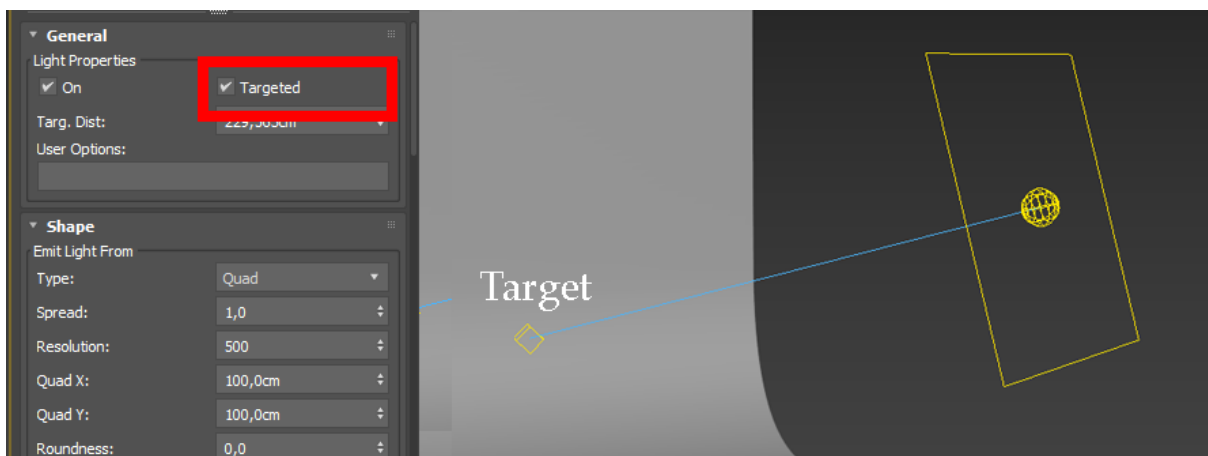 General
Light Properties
On
Targeted
Targ. Dist:
User Options:
Shape
Emit Light From
Type: Quad
Spread: 1,0
Resolution: 500
Quad X: 100,0cm
Quad Y: 100,0cm
Roundness: 0,0
Target